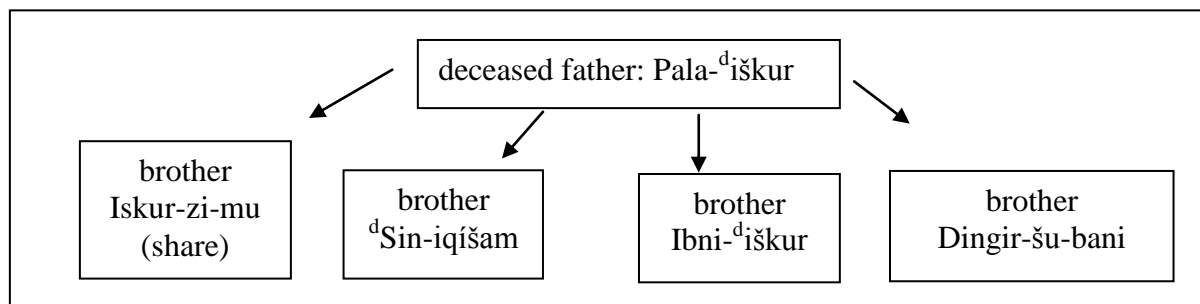 deceased father: Pala-ᵈiškur
brother
Iskur-zi-mu
(share)
brother
ᵈSin-iqíšam
brother
Ibni-ᵈiškur
brother
Dingir-šu-bani